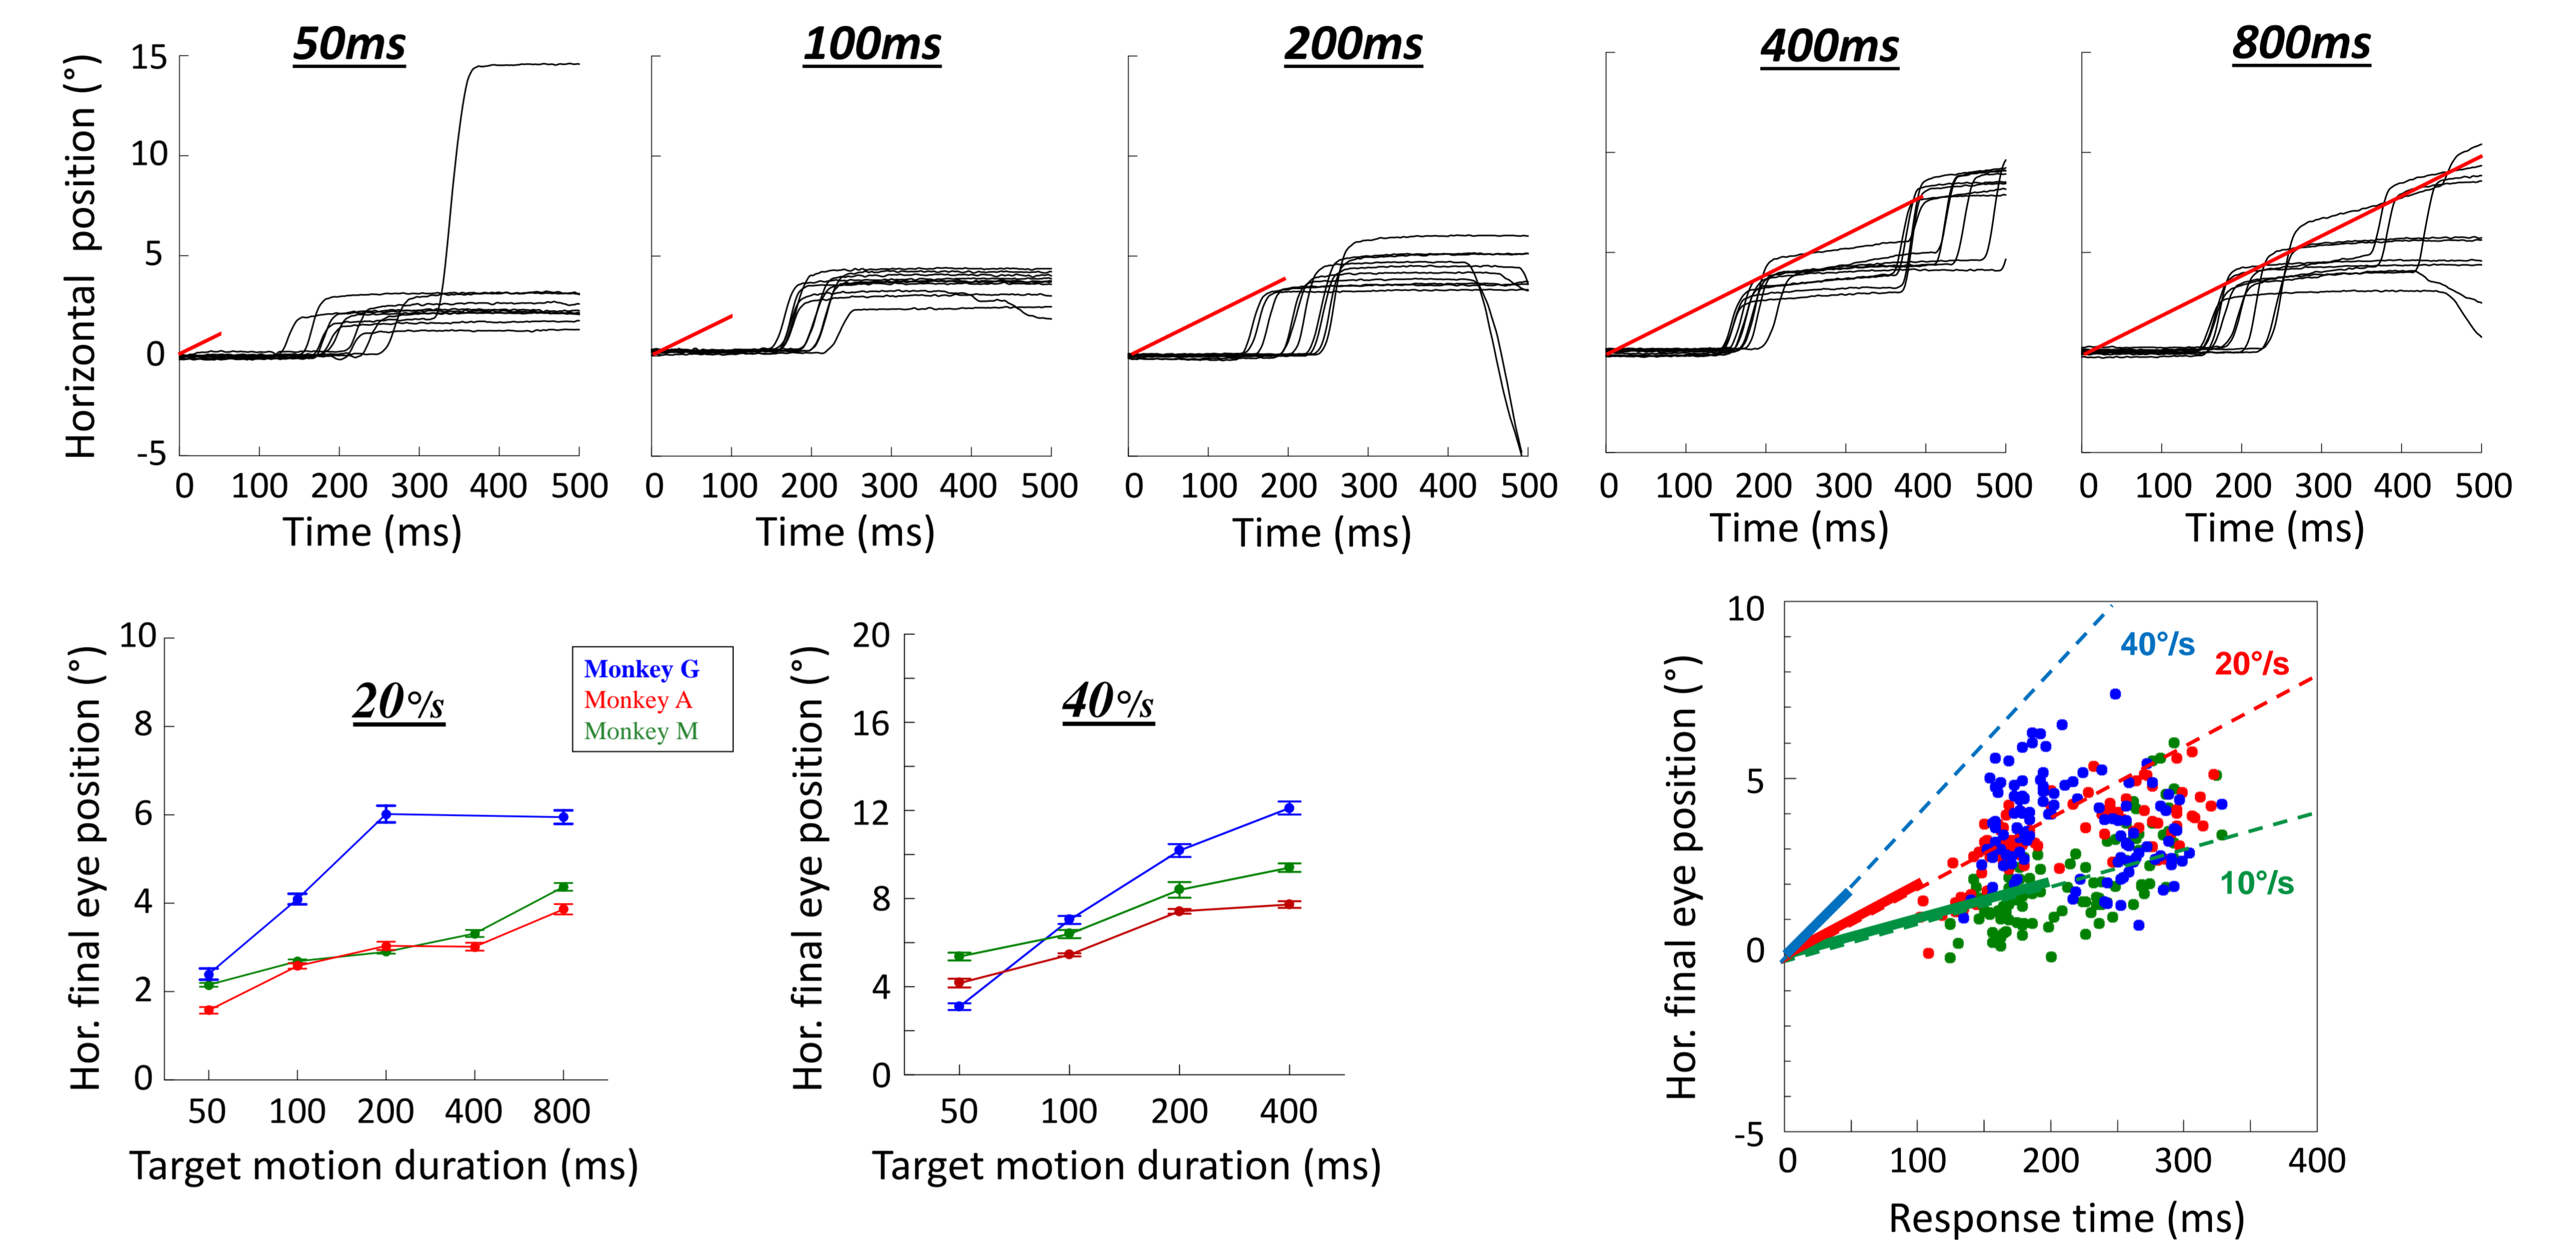 50ms 100ms 200ms 400ms 800ms
Horizontal position (°)
15
10
5
0
-5
0 100 200 300 400 500
0 100 200 300 400 500
0 100 200 300 400 500
0 100 200 300 400 500
0 100 200 300 400 500
Time (ms) Time (ms) Time (ms) Time (ms) Time (ms)
Hor. final eye position (°)
10
8
6
4
2
0
20°/s
Monkey G
Monkey A
Monkey M
50 100 200 400 800
Target motion duration (ms)
Hor. final eye position (°)
20
16
12
8
4
0
40°/s
50 100 200 400
Target motion duration (ms)
Hor. final eye position (°)
10
5
0
-5
40°/s
20°/s
10°/s
0 100 200 300 400
Response time (ms)